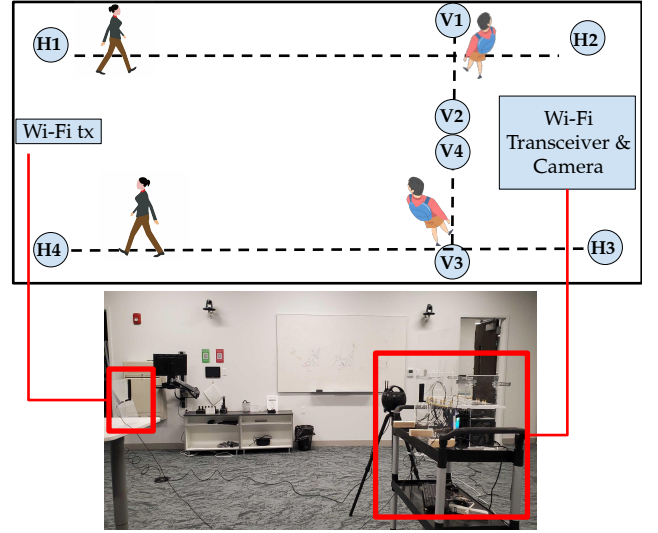 H1
V1
H2
Wi-Fi tx
V2
V4
Wi-Fi
Transceiver &
Camera
H4
V3
H3